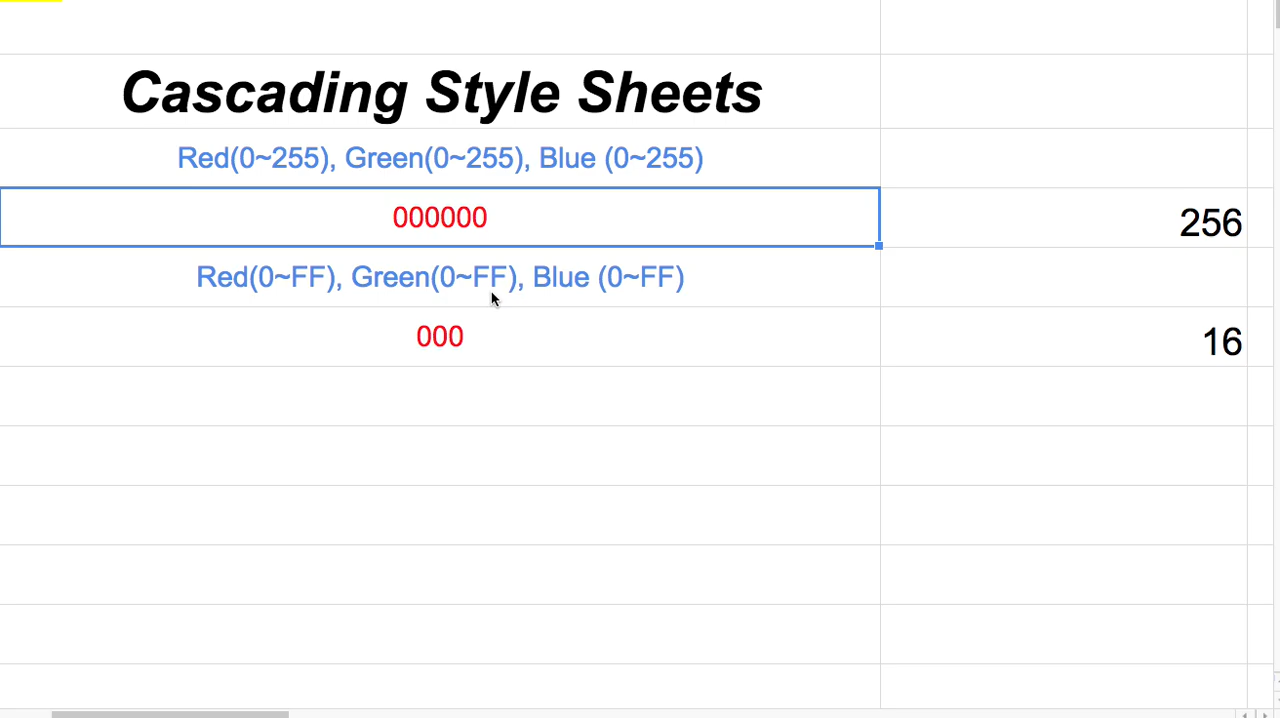 Cascading Style Sheets
Red(0~255), Green(0~255), Blue (0~255)
000000
256
Red(0~FF), Green(0~FF), Blue (0~FF)
000
16